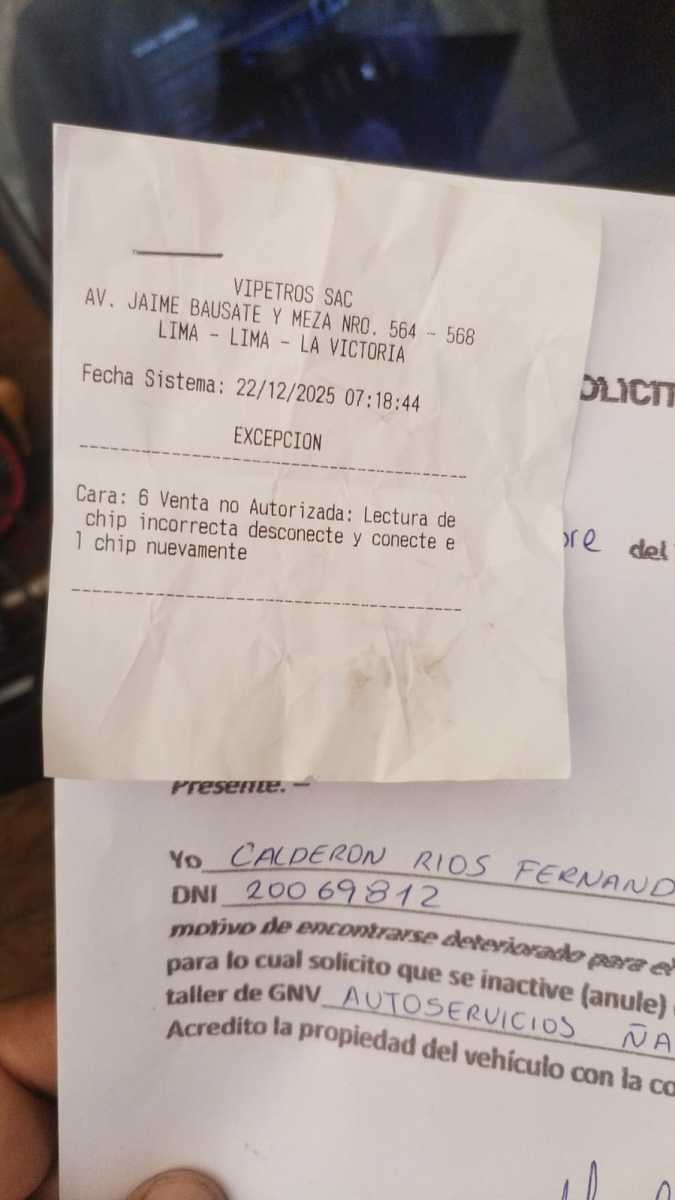 VIPETROS SAC
AV. JAIME BAUSATE Y MEZA NRO. 564 - 568
LIMA - LIMA - LA VICTORIA
Fecha Sistema: 22/12/2025 07:18:44
EXCEPCION
Cara: 6 Venta no Autorizada: Lectura de
chip incorrecta desconecte y conecte e
l chip nuevamente
OLICIT
bre del
Presente. –
Yo CALDERON RIOS FERNAND
DNI 20069812
motivo de encontrarse deteriorado para el
para lo cual solicito que se inactive (anule)
taller de GNV AUTOSERVICIOS ÑA
Acredito la propiedad del vehículo con la co